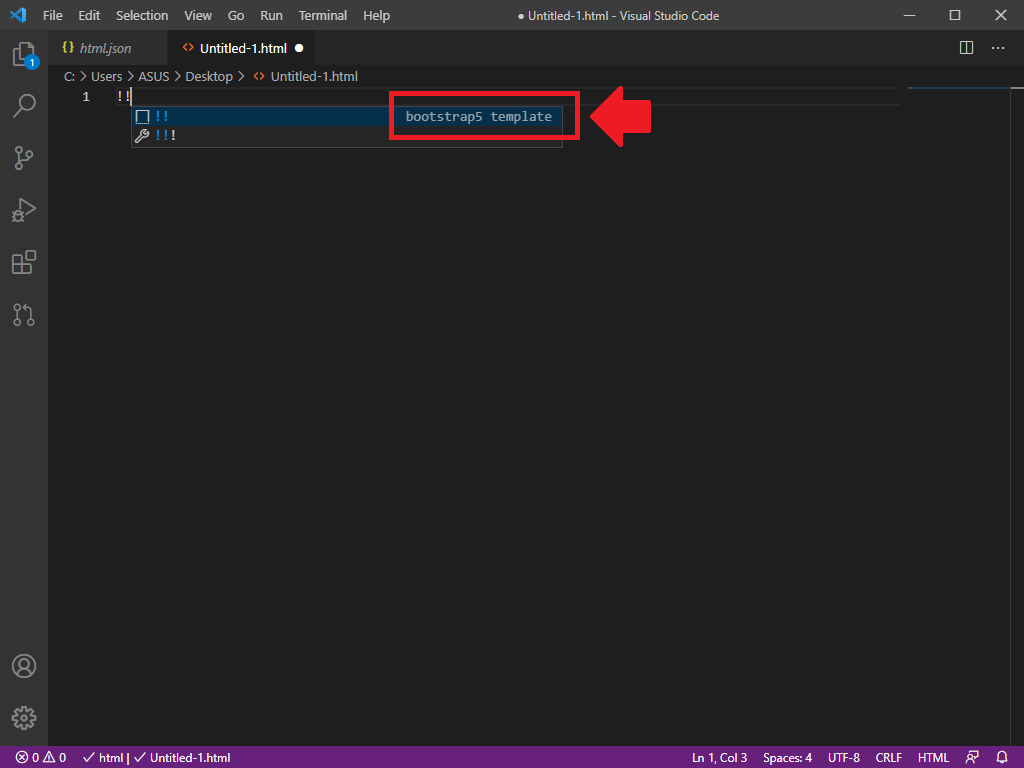 File Edit Selection View Go Run Terminal Help ● Untitled-1.html - Visual Studio Code
{} html.json <> Untitled-1.html ●
C: > Users > ASUS > Desktop > <> Untitled-1.html
1
1 !!
!! bootstrap5 template
!!!
0 0 html | Untitled-1.html Ln 1, Col 3 Spaces: 4 UTF-8 CRLF HTML